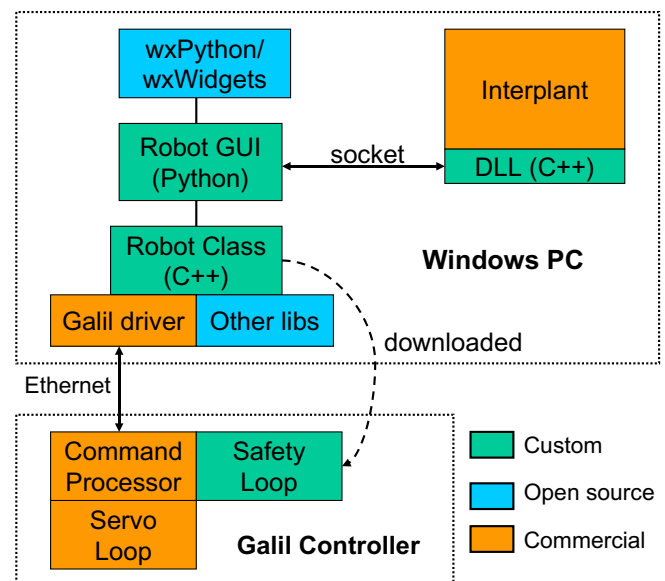 wxPython/
wxWidgets
Interplant
Robot GUI
(Python)
socket
DLL (C++)
Robot Class
(C++)
Windows PC
Galil driver
Other libs
downloaded
Ethernet
Command
Processor
Safety
Loop
Servo
Loop
Galil Controller
Custom
Open source
Commercial